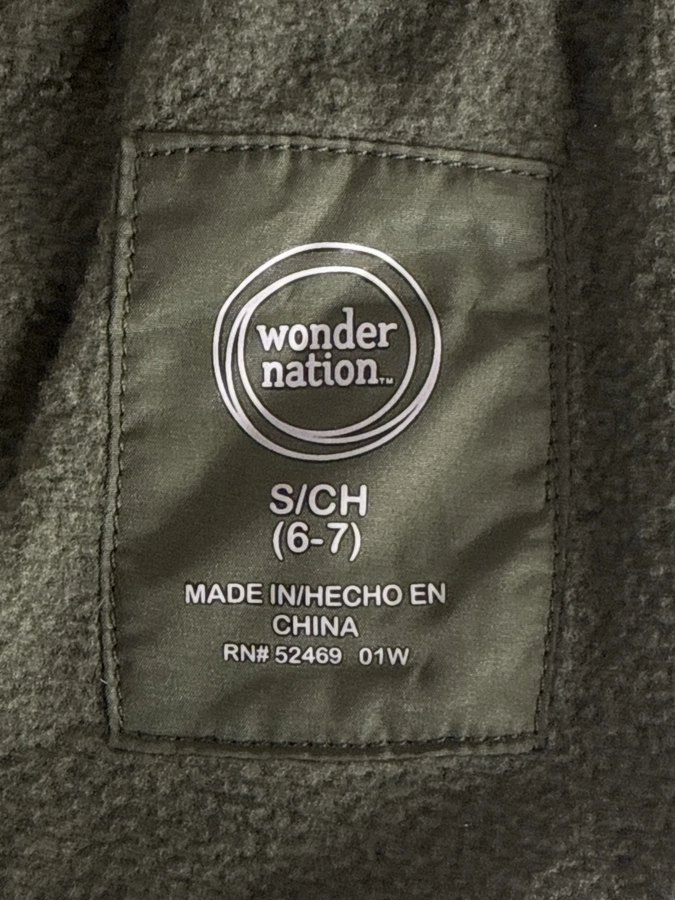 wonder
nation™
S/CH
(6-7)
MADE IN/HECHO EN
CHINA
RN# 52469 01W